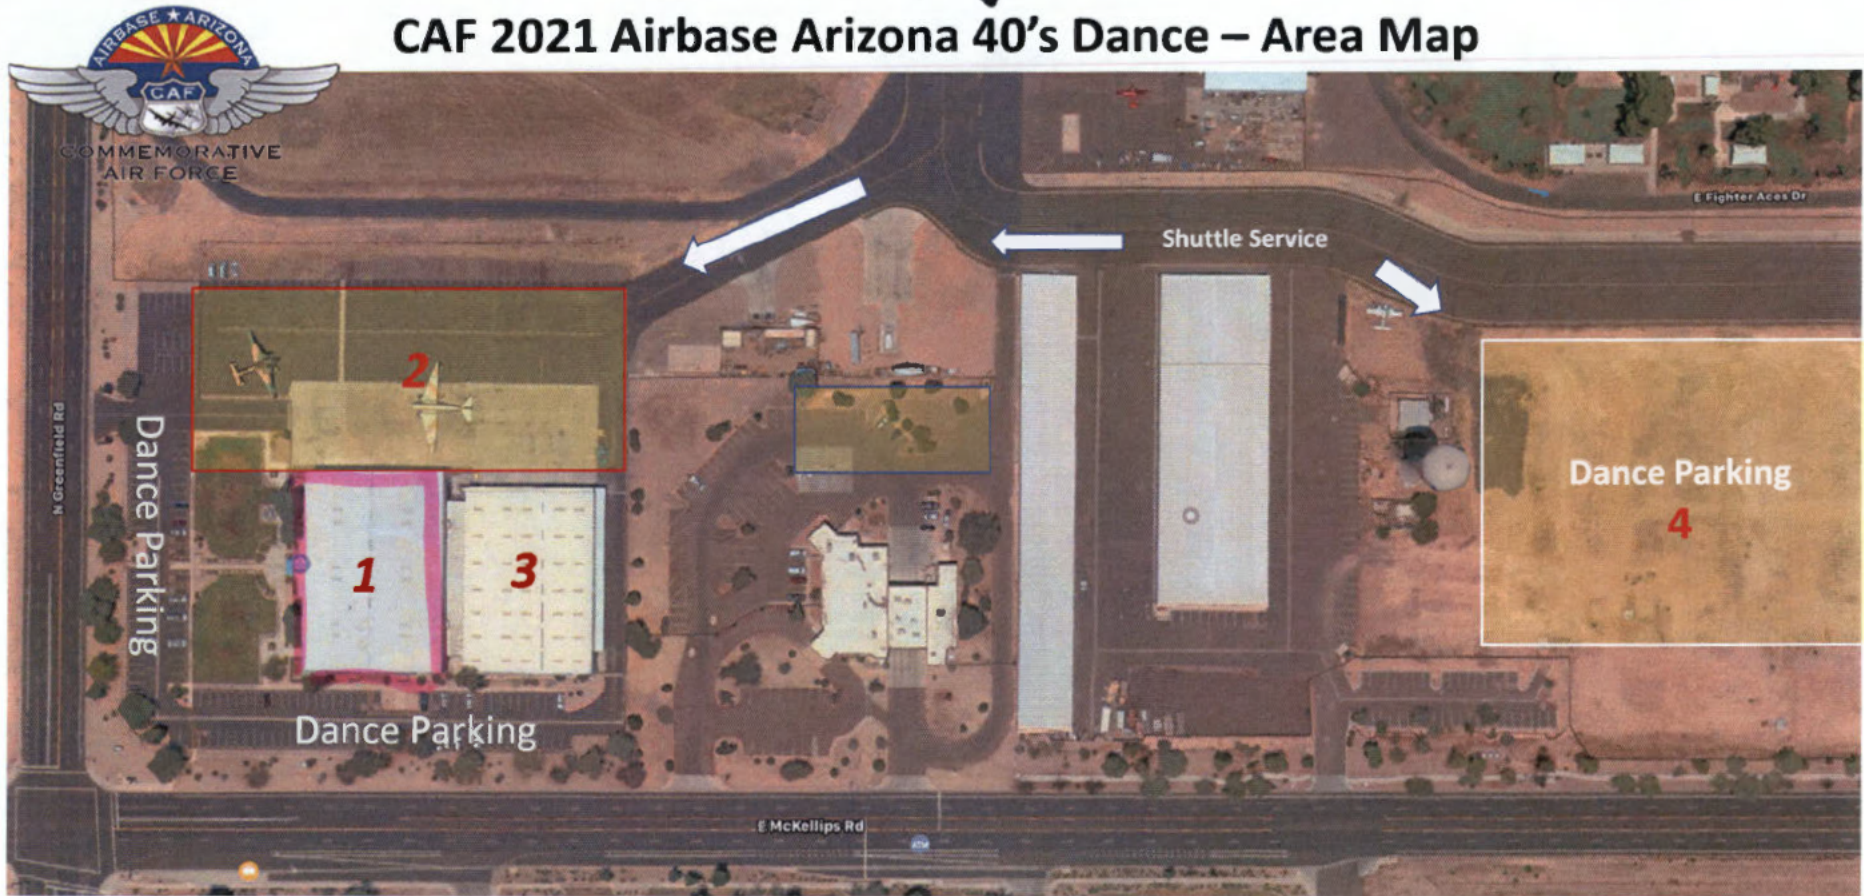 CAF 2021 Airbase Arizona 40's Dance – Area Map
AIRBASE ★ ARIZONA
CAF
COMMEMORATIVE
AIR FORCE
E Fighter Aces Dr
Shuttle Service
2
N Greenfield Rd
Dance Parking
Dance Parking
4
1
3
Dance Parking
E McKellips Rd
ATM